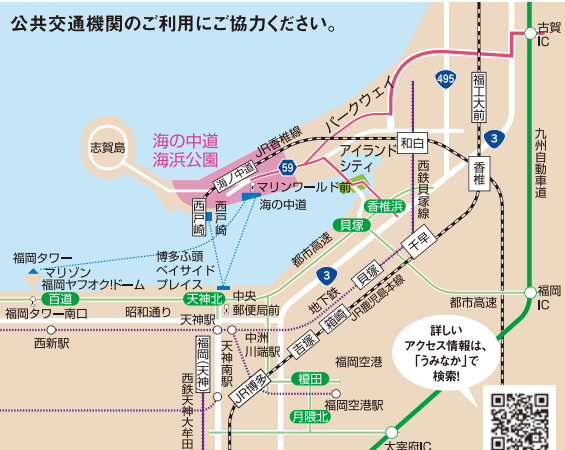 公共交通機関のご利用にご協力ください。
古賀
IC
495
パークウェイ
福工大前
3
九州自動車道
志賀島
海の中道
海浜公園
JR香椎線
59
アイランド
シティ
和白
香椎
海ノ中道
マリンワールド前
海の中道
西戸崎
西戸崎
香椎浜
西鉄貝塚線
貝塚
千早
都市高速
福岡タワー
マリゾン
福岡ヤフオクドーム
博多ふ頭
ベイサイド
プレイス
3
地下鉄
貝塚
JR鹿児島本線
都市高速
福岡
IC
百道
天神北
中央
郵便局前
箱崎
福岡タワー南口
昭和通り
天神駅
吉塚
西新駅
福岡(天神)
天神南駅
中洲
川端駅
福岡空港
JR博多
榎田
福岡空港駅
月隈北
西鉄天神大牟田
太宰府IC
詳しい
アクセス情報は、
「うみなか」で
検索!